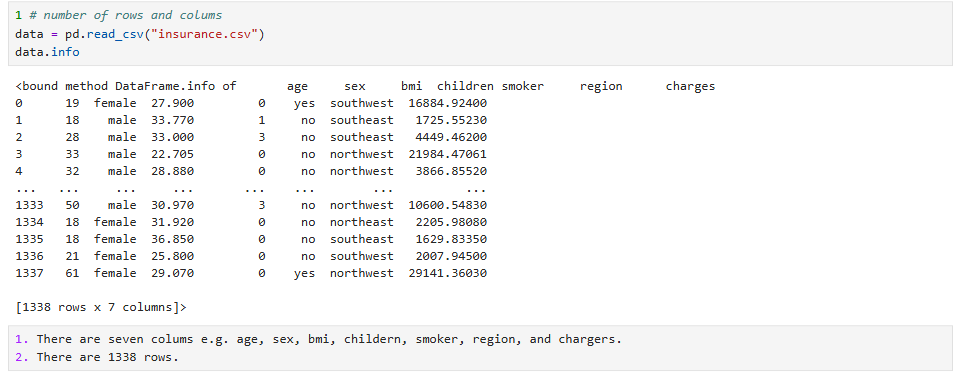 1 # number of rows and colums
data = pd.read_csv("insurance.csv")
data.info
<bound method DataFrame.info of       age     sex     bmi  children smoker     region      charges
0      19  female  27.900         0    yes  southwest  16884.92400
1      18    male  33.770         1     no  southeast   1725.55230
2      28    male  33.000         3     no  southeast   4449.46200
3      33    male  22.705         0     no  northwest  21984.47061
4      32    male  28.880         0     no  northwest   3866.85520
...   ...     ...     ...       ...    ...        ...          ...
1333   50    male  30.970         3     no  northwest  10600.54830
1334   18  female  31.920         0     no  northeast   2205.98080
1335   18  female  36.850         0     no  southeast   1629.83350
1336   21  female  25.800         0     no  southwest   2007.94500
1337   61  female  29.070         0    yes  northwest  29141.36030
[1338 rows x 7 columns]>
1. There are seven colums e.g. age, sex, bmi, childern, smoker, region, and chargers.
2. There are 1338 rows.